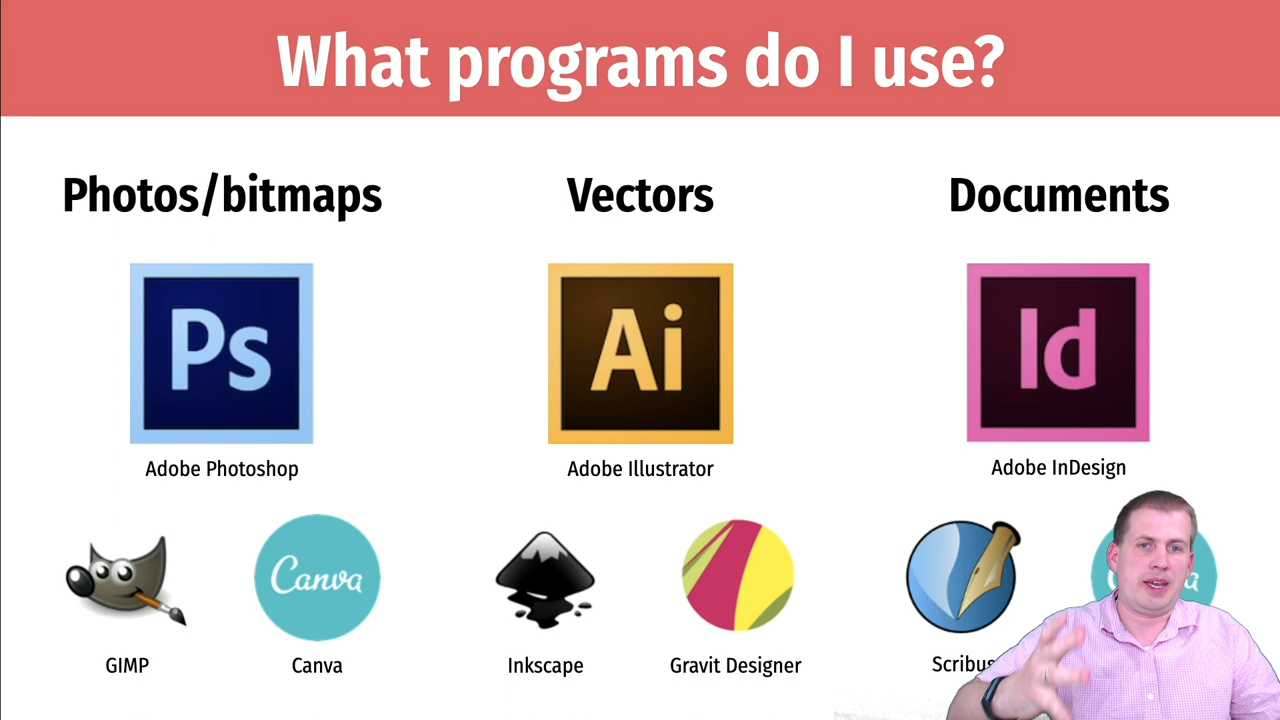 What programs do I use?
Photos/bitmaps
Vectors
Documents
Ps
Ai
Id
Adobe Photoshop
Adobe Illustrator
Adobe InDesign
Canva
GIMP
Canva
Inkscape
Gravit Designer
Scribus